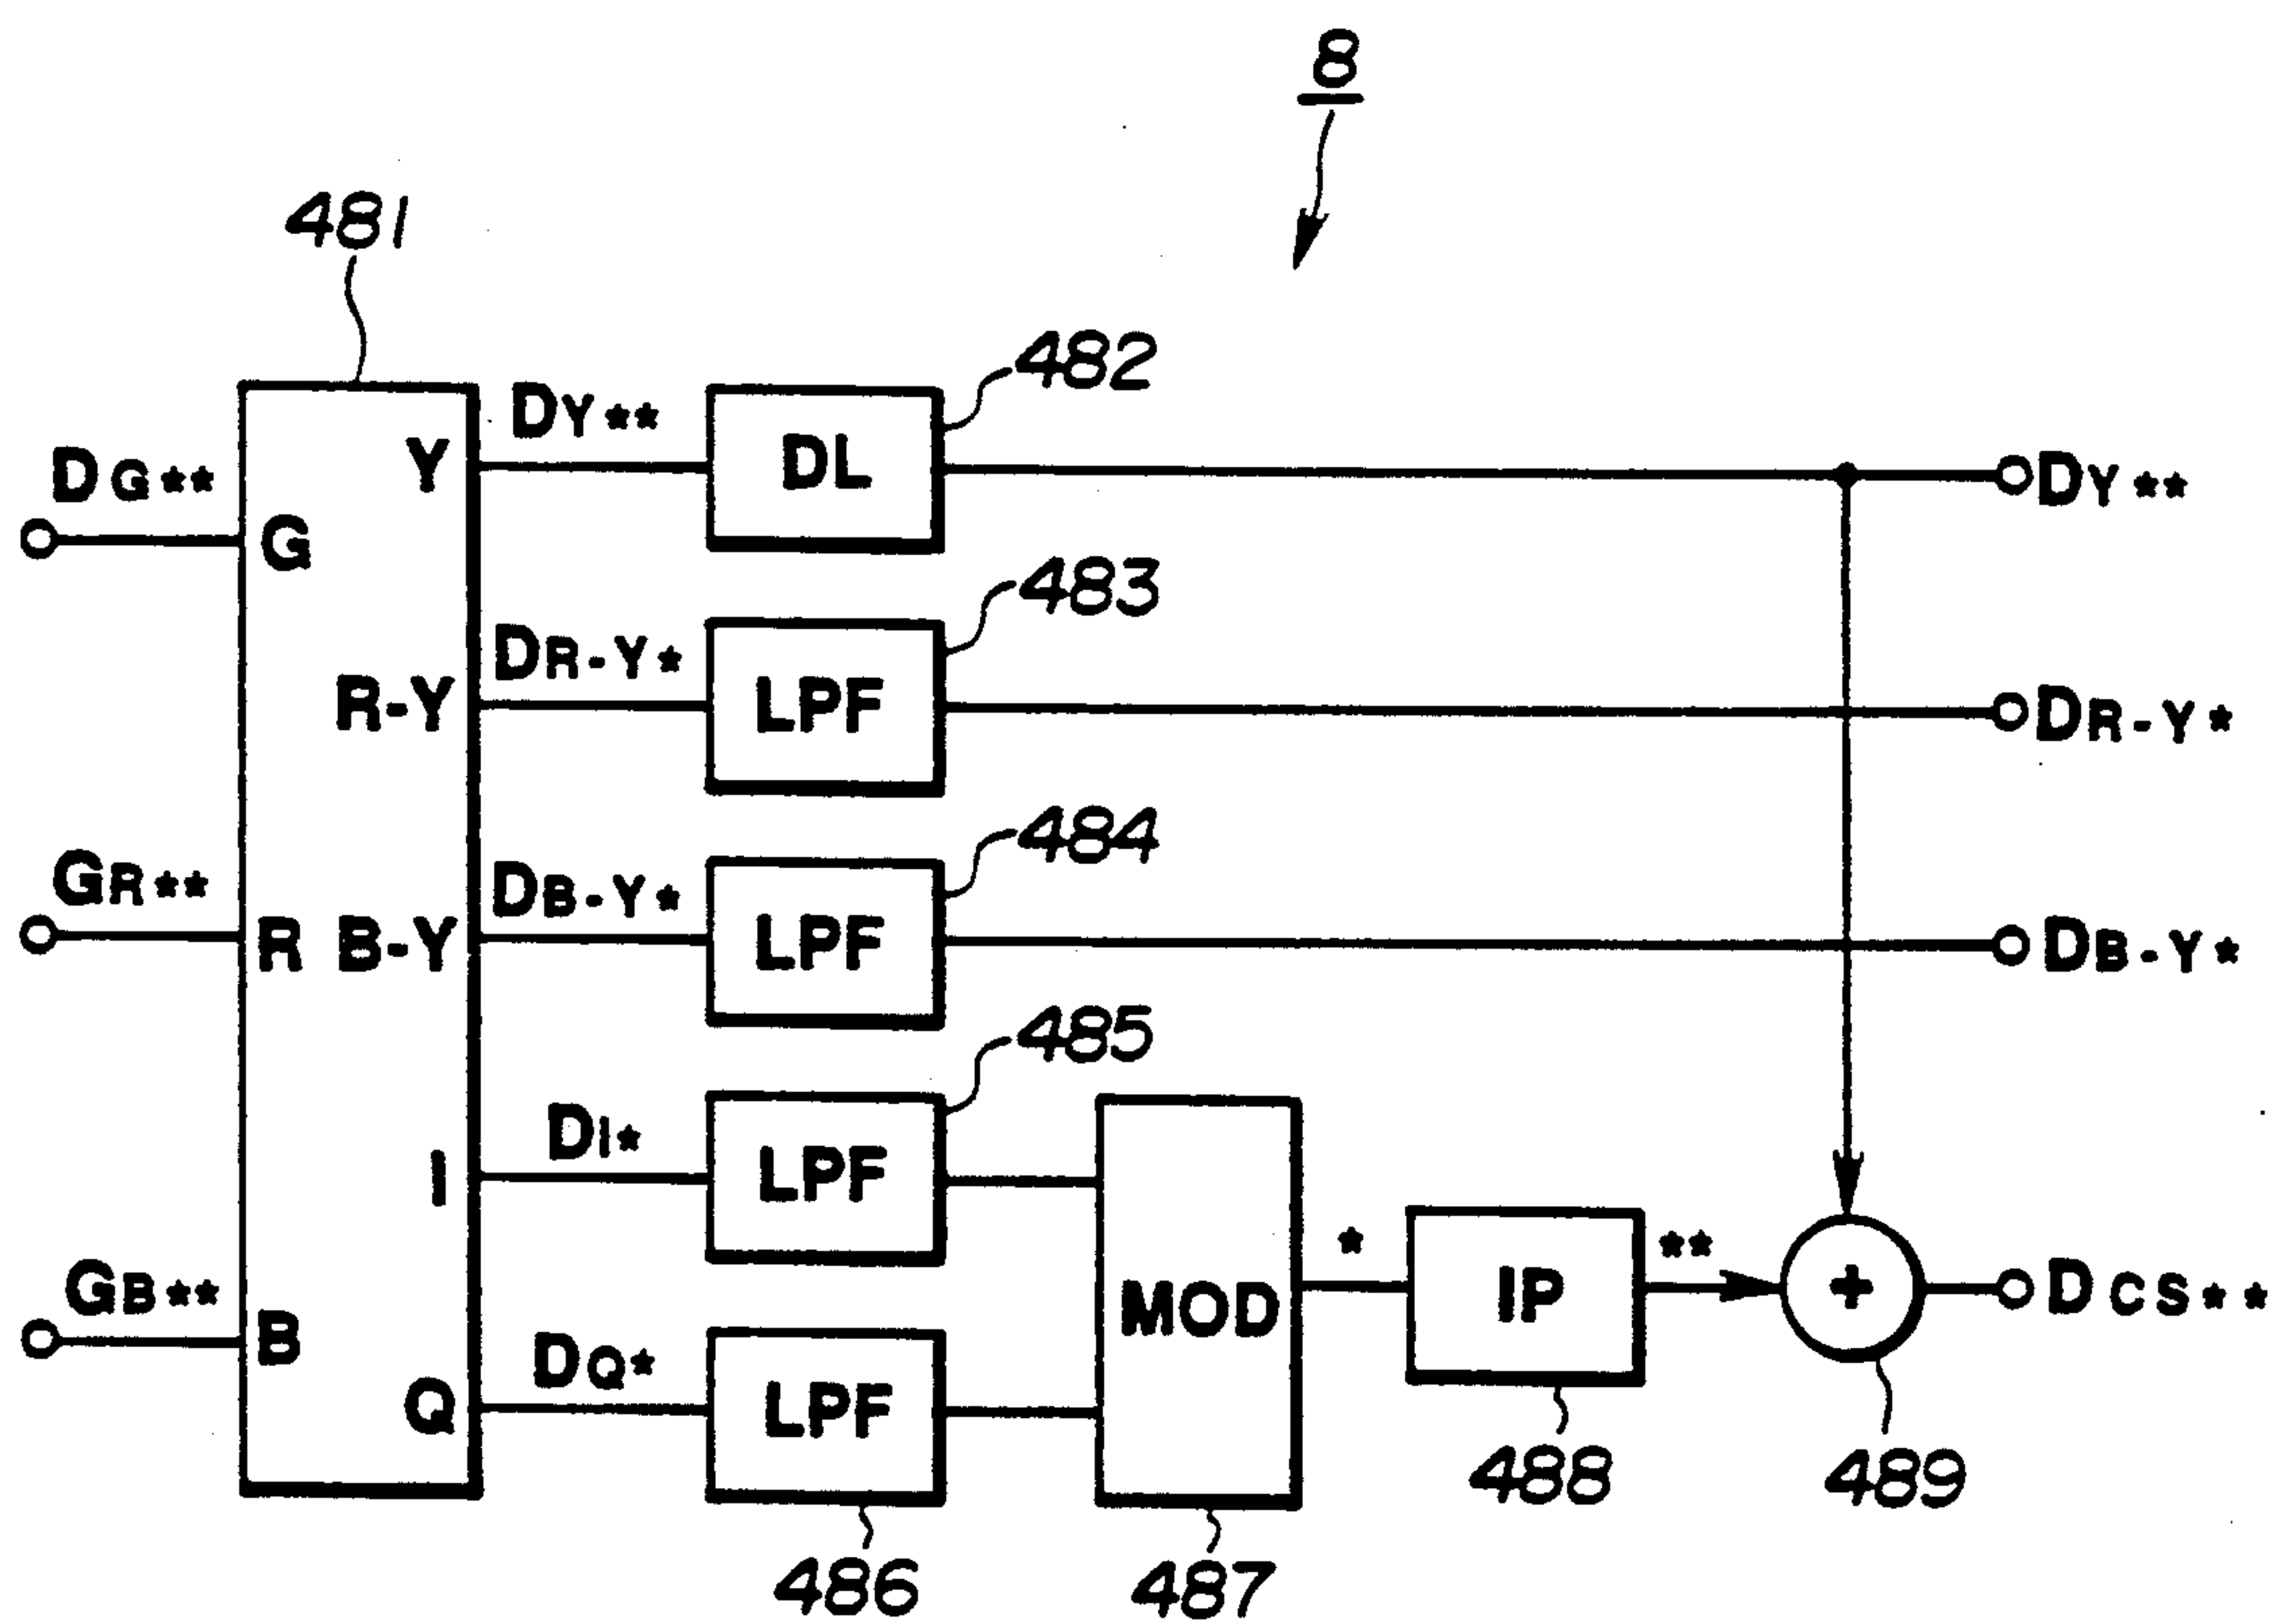 8
481
482
DY**
DL
DY**
Y
DG**
G
483
DR-Y*
LPF
DR-Y*
R-Y
484
GR**
DB-Y*
LPF
DB-Y*
R B-Y
485
DI*
LPF
I
*
**
GB**
MOD
IP
+
DCS**
B
DQ*
LPF
Q
488
489
486
487